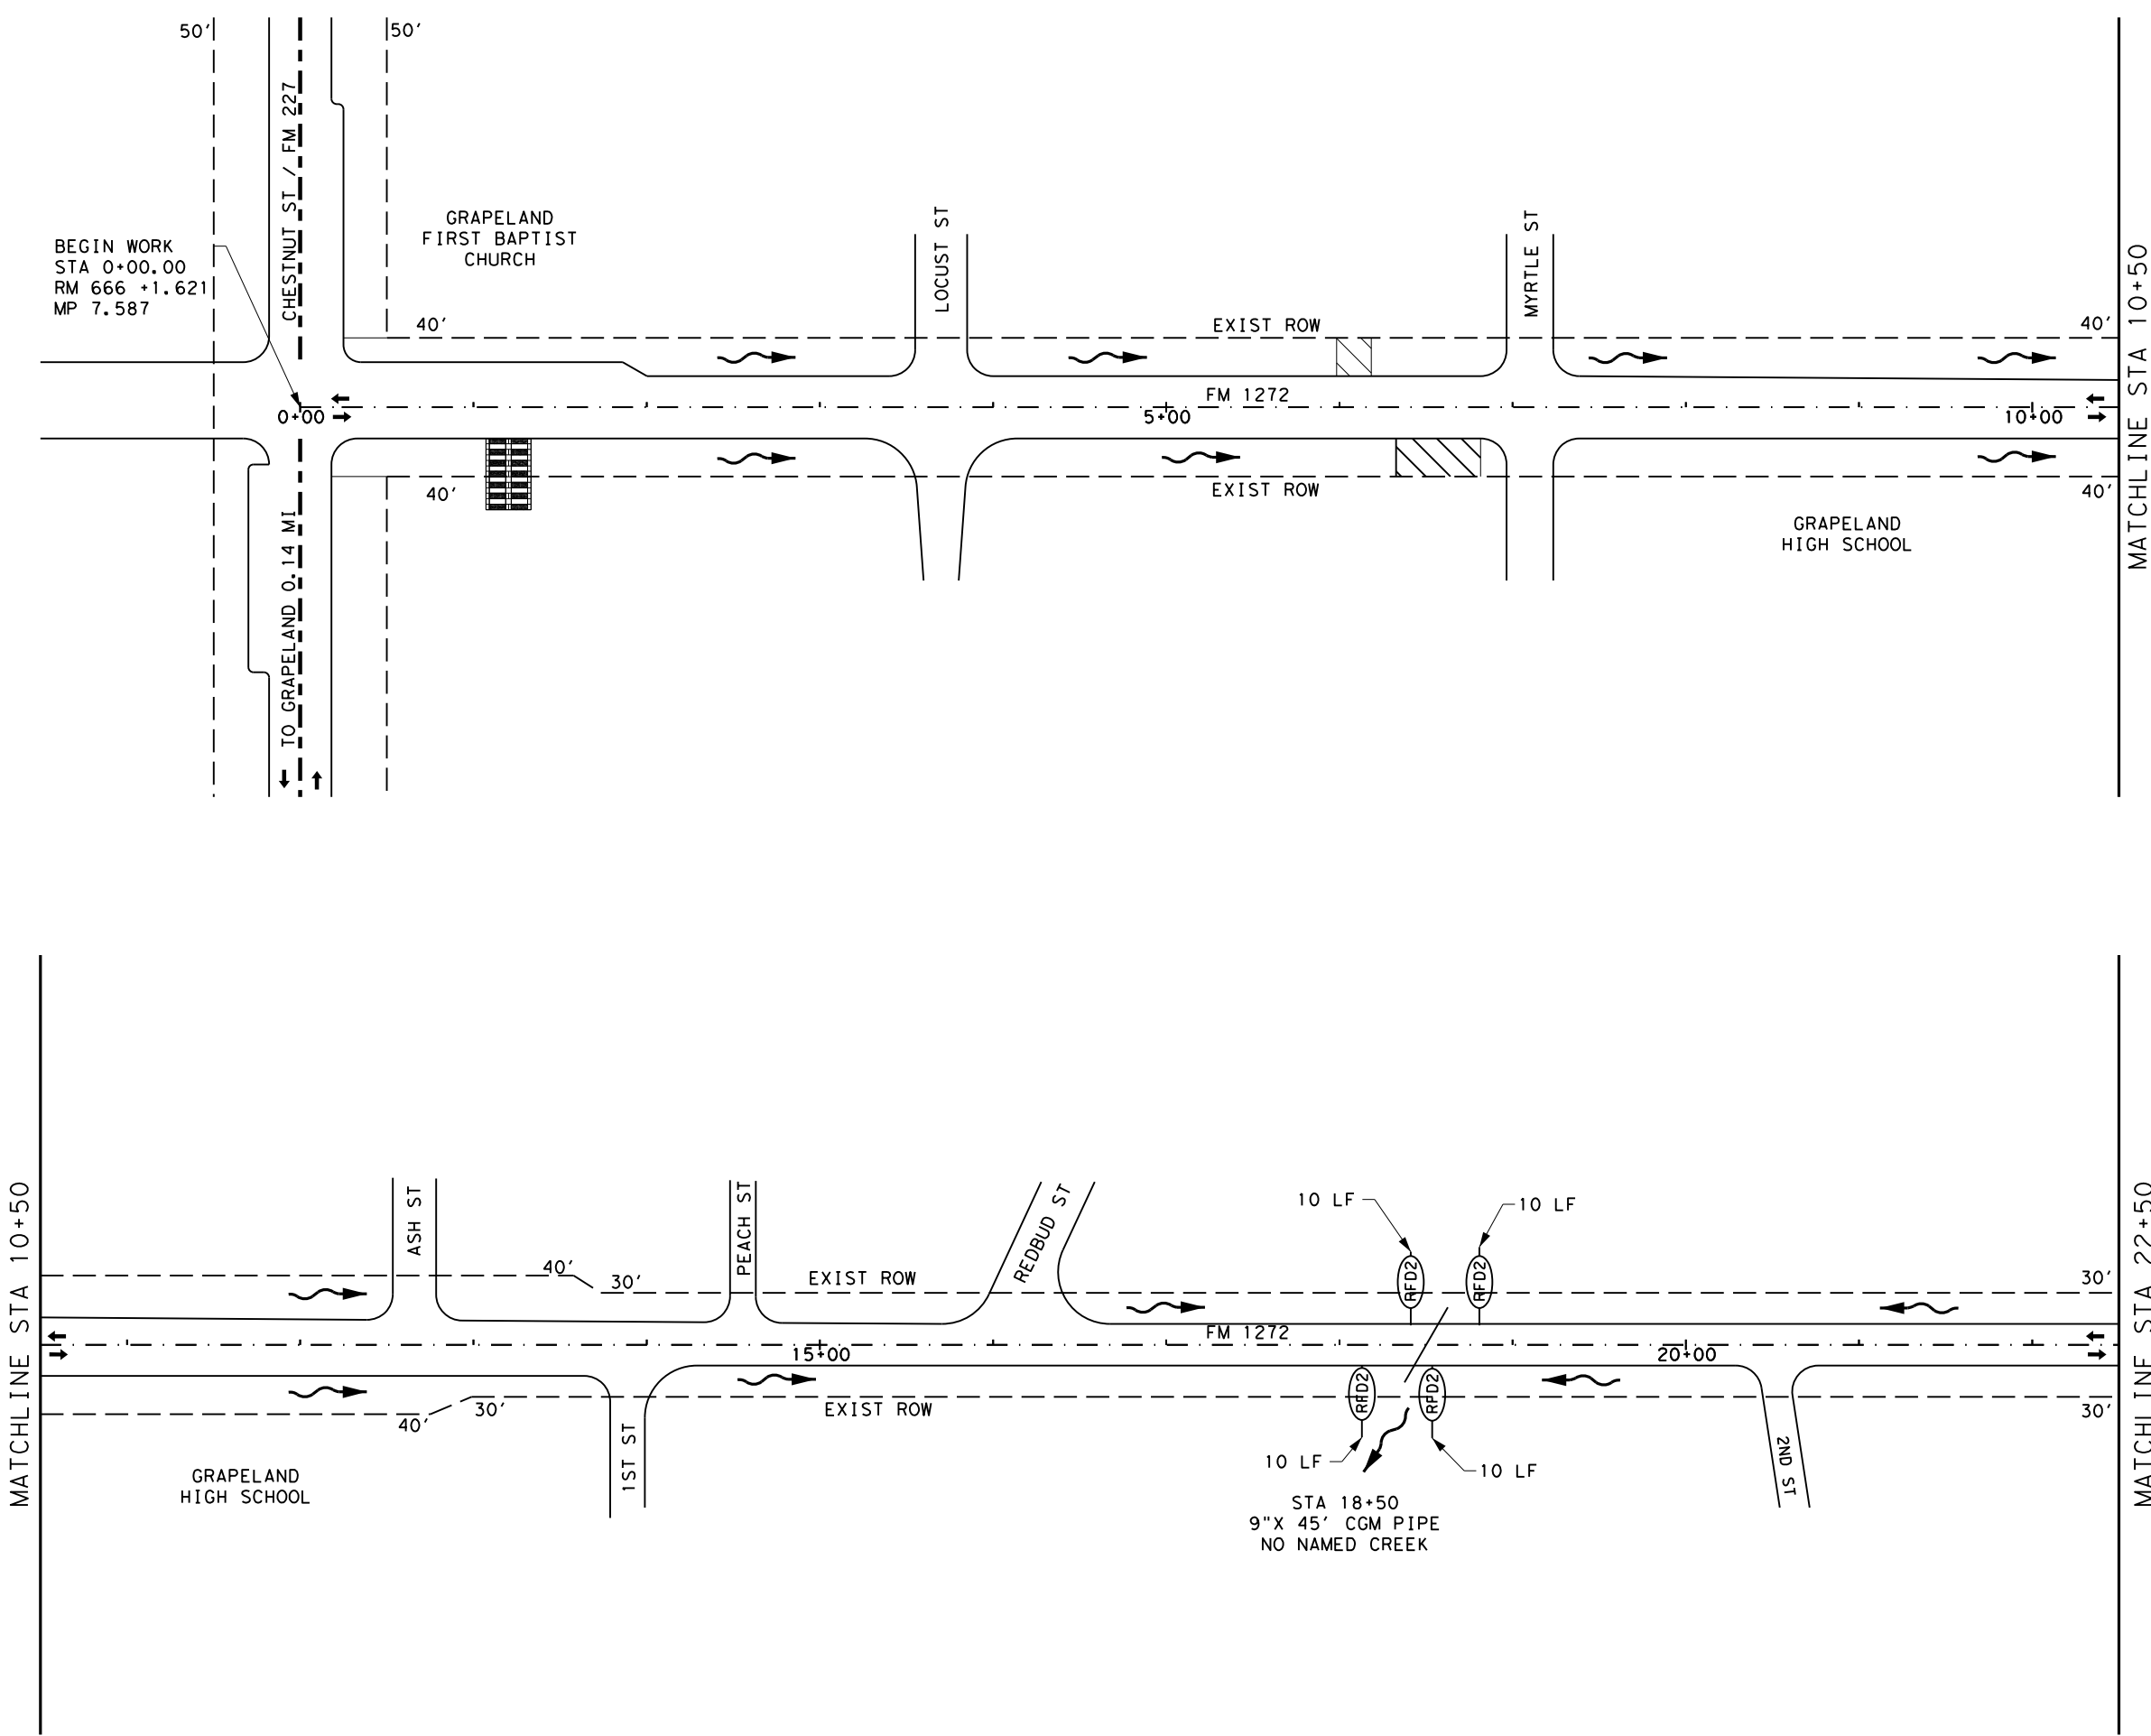 50'
50'
CHESTNUT ST / FM 227
GRAPELAND
FIRST BAPTIST
CHURCH
BEGIN WORK
STA 0+00.00
RM 666 +1.621
MP 7.587
LOCUST ST
MYRTLE ST
40'
EXIST ROW
40'
FM 1272
0+00
5+00
10+00
40'
EXIST ROW
40'
GRAPELAND
HIGH SCHOOL
TO GRAPELAND 0.14 MI
MATCHLINE STA 10+50
MATCHLINE STA 10+50
ASH ST
PEACH ST
REDBUD ST
10 LF
10 LF
40'
30'
EXIST ROW
RFD2
RFD2
30'
FM 1272
15+00
20+00
RFD2
RFD2
40'
30'
EXIST ROW
30'
1ST ST
2ND ST
10 LF
10 LF
GRAPELAND
HIGH SCHOOL
STA 18+50
9"X 45' CGM PIPE
NO NAMED CREEK
MATCHLINE STA 22+50